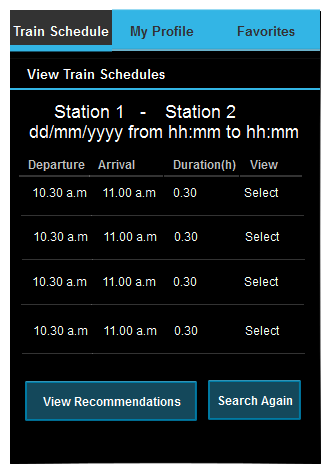 Train Schedule My Profile Favorites
View Train Schedules
Station 1 - Station 2
dd/mm/yyyy from hh:mm to hh:mm
Departure Arrival Duration(h) View
10.30 a.m 11.00 a.m 0.30 Select
10.30 a.m 11.00 a.m 0.30 Select
10.30 a.m 11.00 a.m 0.30 Select
10.30 a.m 11.00 a.m 0.30 Select
View Recommendations Search Again